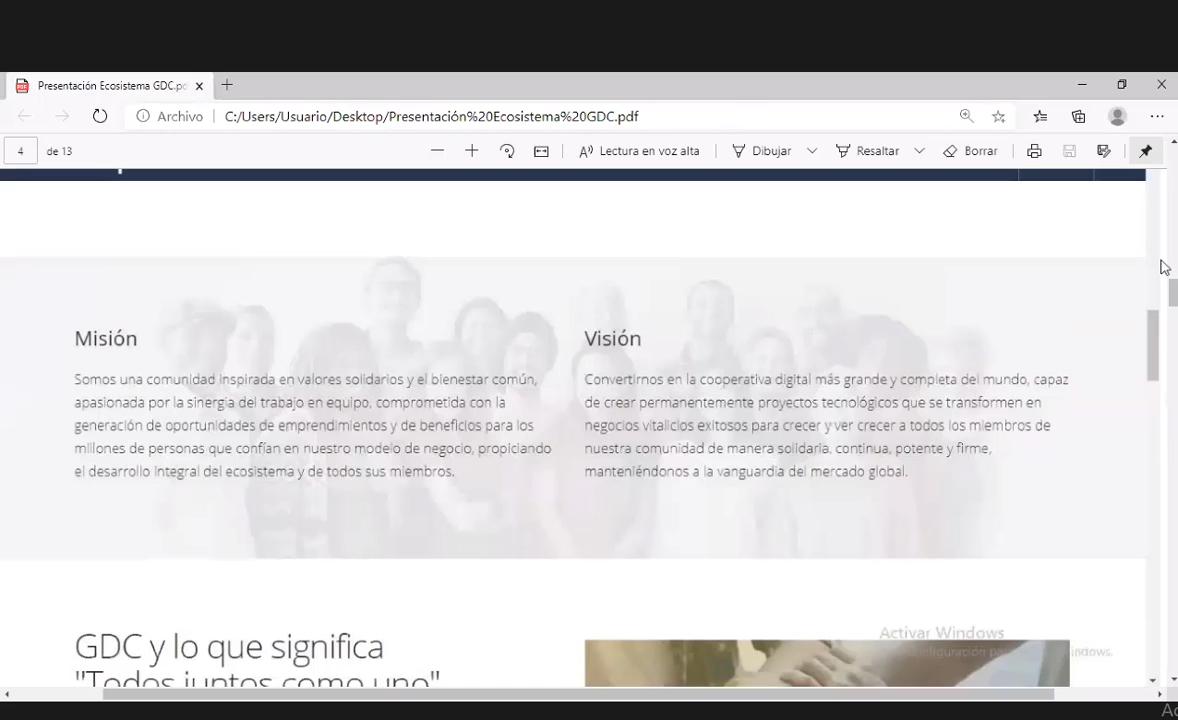 Presentación Ecosistema GDC.pd
Archivo
C:/Users/Usuario/Desktop/Presentación%20Ecosistema%20GDC.pdf
4 de 13
Lectura en voz alta
Dibujar
Resaltar
Borrar
Misión
Somos una comunidad inspirada en valores solidarios y el bienestar común,
apasionada por la sinergia del trabajo en equipo, comprometida con la
generación de oportunidades de emprendimientos y de beneficios para los
millones de personas que confían en nuestro modelo de negocio, propiciando
el desarrollo integral del ecosistema y de todos sus miembros.
Visión
Convertirnos en la cooperativa digital más grande y completa del mundo, capaz
de crear permanentemente proyectos tecnológicos que se transformen en
negocios vitalicios exitosos para crecer y ver crecer a todos los miembros de
nuestra comunidad de manera solidaria, continua, potente y firme,
manteniéndonos a la vanguardia del mercado global.
GDC y lo que significa
"Todos juntos como uno"
Activar Windows